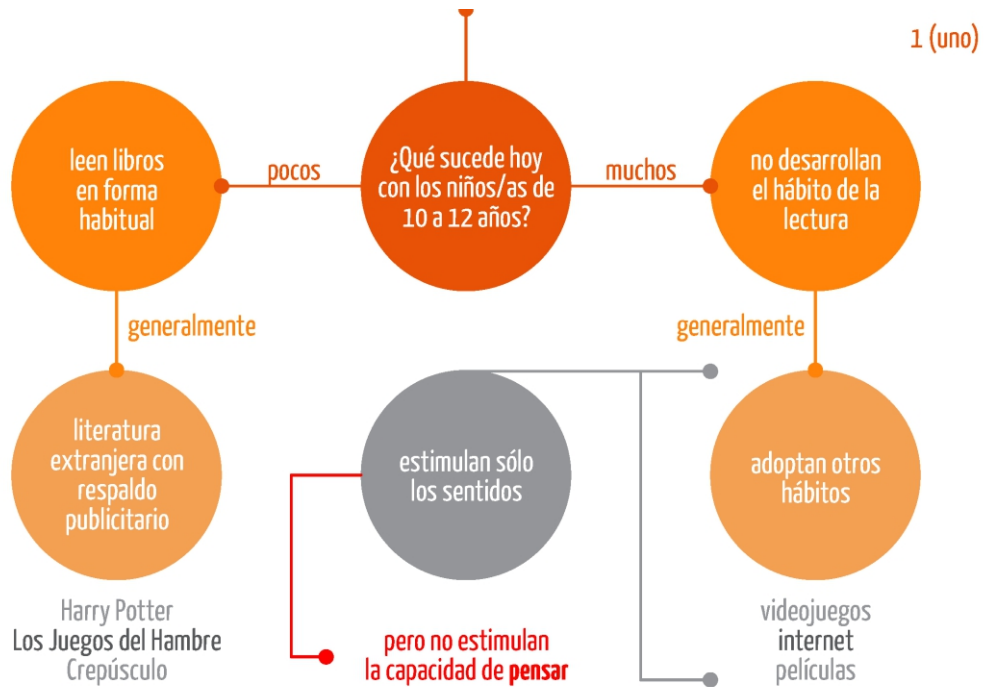 1 (uno)
leen libros
en forma
habitual
pocos
¿Qué sucede hoy
con los niños/as de
10 a 12 años?
muchos
no desarrollan
el hábito de la
lectura
generalmente
generalmente
literatura
extranjera con
respaldo
publicitario
estimulan sólo
los sentidos
adoptan otros
hábitos
Harry Potter
Los Juegos del Hambre
Crepúsculo
pero no estimulan
la capacidad de pensar
videojuegos
internet
películas